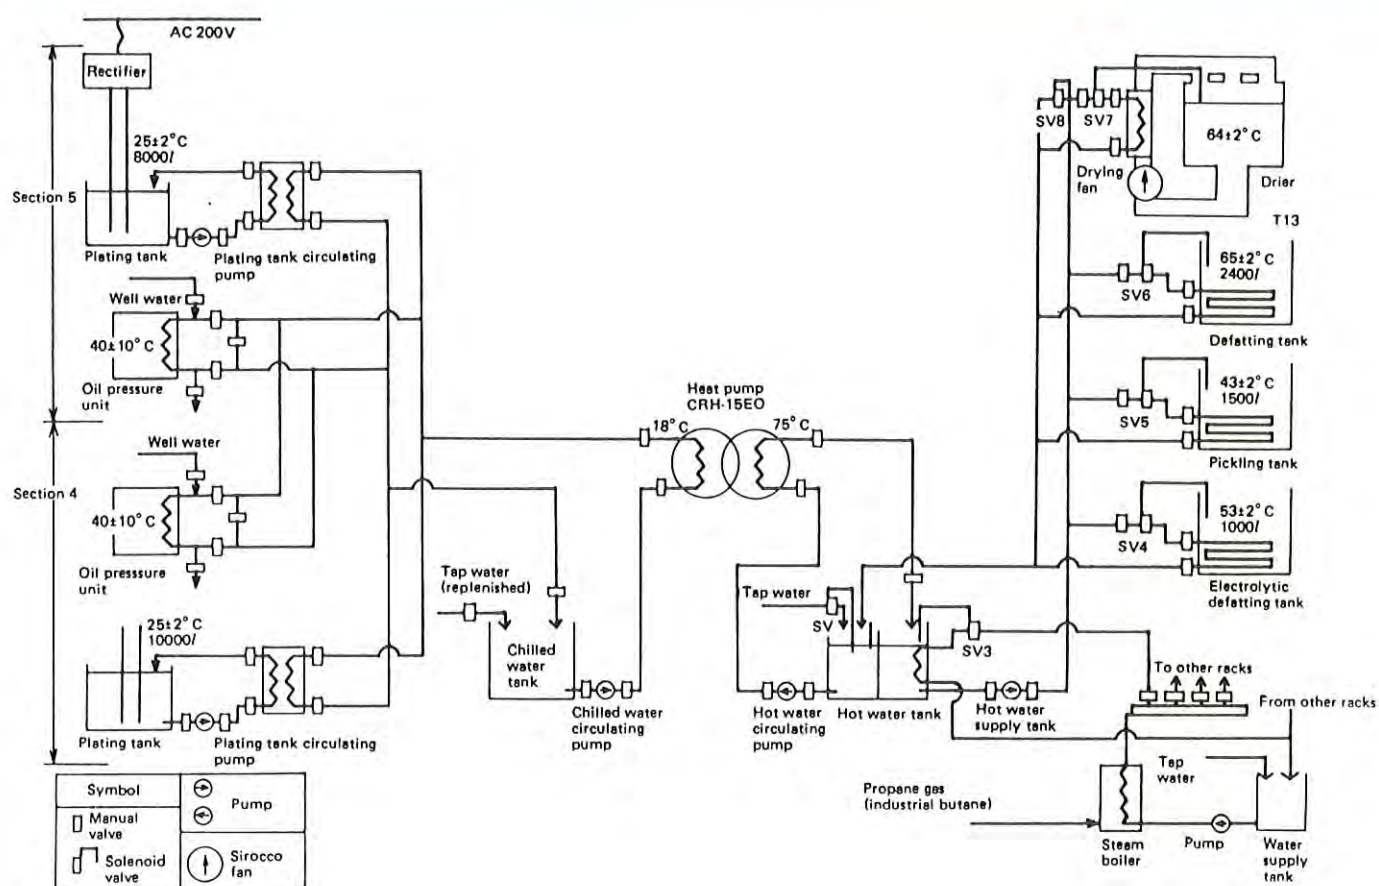 AC 200V
Rectifier
25±2°C
8000l
Section 5
Plating tank
Plating tank circulating
pump
Well water
40±10°C
Oil pressure
unit
Well water
Section 4
40±10°C
Oil presssure
unit
25±2°C
10000l
Plating tank
Plating tank circulating
pump
Symbol
Manual
valve
Solenoid
valve
Pump
Sirocco
fan
Tap water
(replenished)
Chilled
water
tank
Chilled water
circulating
pump
Heat pump
CRH-15EO
18°C
75°C
Tap water
SV
SV3
Hot water
circulating
pump
Hot water tank
Hot water
supply tank
SV8
SV7
64±2°C
Drying
fan
Drier
T13
65±2°C
2400l
SV6
Defatting tank
43±2°C
1500l
SV5
Pickling tank
53±2°C
1000l
SV4
Electrolytic
defatting tank
To other racks
From other racks
Tap
water
Propane gas
(industrial butane)
Steam
boiler
Pump
Water
supply
tank